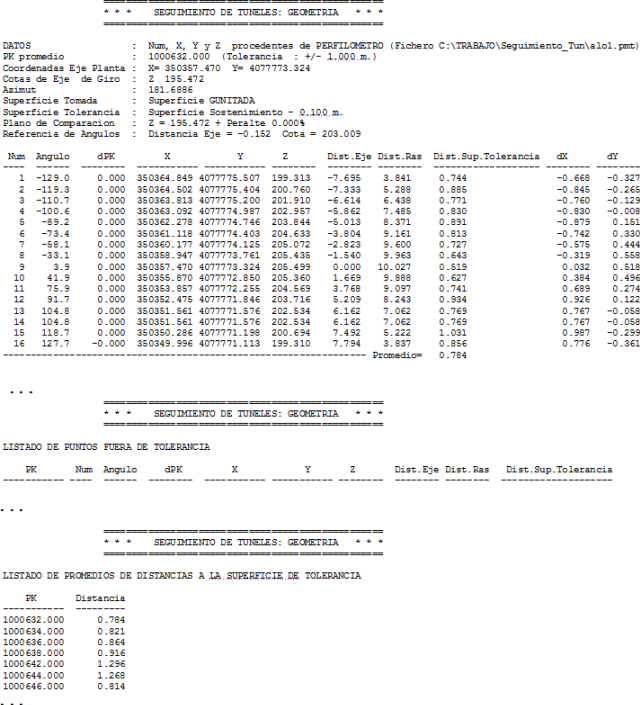 * * *    SEGUIMIENTO DE TUNELES: GEOMETRIA   * * *
DATOS                    :  Num, X, Y y Z  procedentes de PERFILOMETRO (Fichero C:\TRABAJO\Seguimiento_Tun\alo1.pmt)
PK promedio              :  1000632.000  (Tolerancia  : +/- 1.000 m.)
Coordenadas Eje Planta   :  X= 350357.470  Y= 4077773.324
Cotas de Eje  de Giro    :  Z  195.472
Azimut                   :  181.6886
Superficie Tomada        :  Superficie GUNITADA
Superficie Tolerancia    :  Superficie Sostenimiento - 0.100 m.
Plano de Comparacion     :  Z = 195.472 + Peralte 0.000%
Referencia de Angulos    :  Distancia Eje = -0.152  Cota = 203.009
Num  Angulo  dPK  X  Y  Z  Dist.Eje  Dist.Ras  Dist.Sup.Tolerancia  dX  dY
1  -129.0  0.000  350364.849  4077775.507  199.313  -7.695  3.841  0.744  -0.668  -0.327
2  -119.3  0.000  350364.502  4077775.404  200.760  -7.333  5.288  0.885  -0.845  -0.265
3  -110.7  0.000  350363.813  4077775.200  201.910  -6.614  6.438  0.771  -0.760  -0.129
4  -100.6  0.000  350363.092  4077774.987  202.957  -5.862  7.485  0.830  -0.830  -0.008
5  -89.2  0.000  350362.278  4077774.746  203.844  -5.013  8.371  0.891  -0.879  0.151
6  -73.4  0.000  350361.118  4077774.403  204.633  -3.804  9.161  0.813  -0.742  0.330
7  -58.1  0.000  350360.177  4077774.125  205.072  -2.823  9.600  0.727  -0.575  0.444
8  -33.1  0.000  350358.947  4077773.761  205.435  -1.540  9.963  0.643  -0.319  0.558
9  3.9  0.000  350357.470  4077773.324  205.499  0.000  10.027  0.519  0.032  0.518
10  41.9  0.000  350355.870  4077772.850  205.360  1.669  9.888  0.627  0.384  0.496
11  75.9  0.000  350353.857  4077772.255  204.569  3.768  9.097  0.741  0.689  0.274
12  91.7  0.000  350352.475  4077771.846  203.716  5.209  8.243  0.934  0.926  0.122
13  104.8  0.000  350351.561  4077771.576  202.534  6.162  7.062  0.769  0.767  -0.058
14  104.8  0.000  350351.561  4077771.576  202.534  6.162  7.062  0.769  0.767  -0.058
15  118.7  0.000  350350.286  4077771.198  200.694  7.492  5.222  1.031  0.987  -0.299
16  127.7  -0.000  350349.996  4077771.113  199.310  7.794  3.837  0.856  0.776  -0.361
Promedio=  0.784
. . .
* * *    SEGUIMIENTO DE TUNELES: GEOMETRIA   * * *
LISTADO DE PUNTOS FUERA DE TOLERANCIA
PK  Num  Angulo  dPK  X  Y  Z  Dist.Eje  Dist.Ras  Dist.Sup.Tolerancia
. . .
* * *    SEGUIMIENTO DE TUNELES: GEOMETRIA   * * *
LISTADO DE PROMEDIOS DE DISTANCIAS A LA SUPERFICIE DE TOLERANCIA
PK  Distancia
1000632.000  0.784
1000634.000  0.821
1000636.000  0.864
1000638.000  0.916
1000642.000  1.296
1000644.000  1.268
1000646.000  0.814
. . .